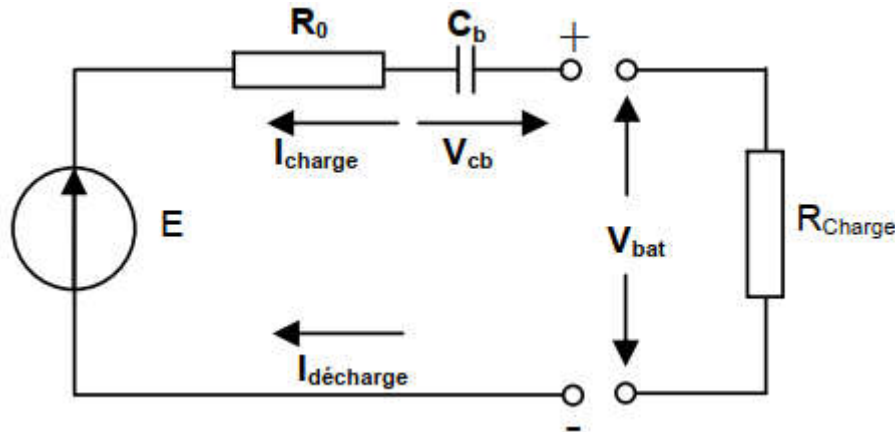 R0 Cb +
Icharge Vcb
E Vbat RCharge
Idécharge
-